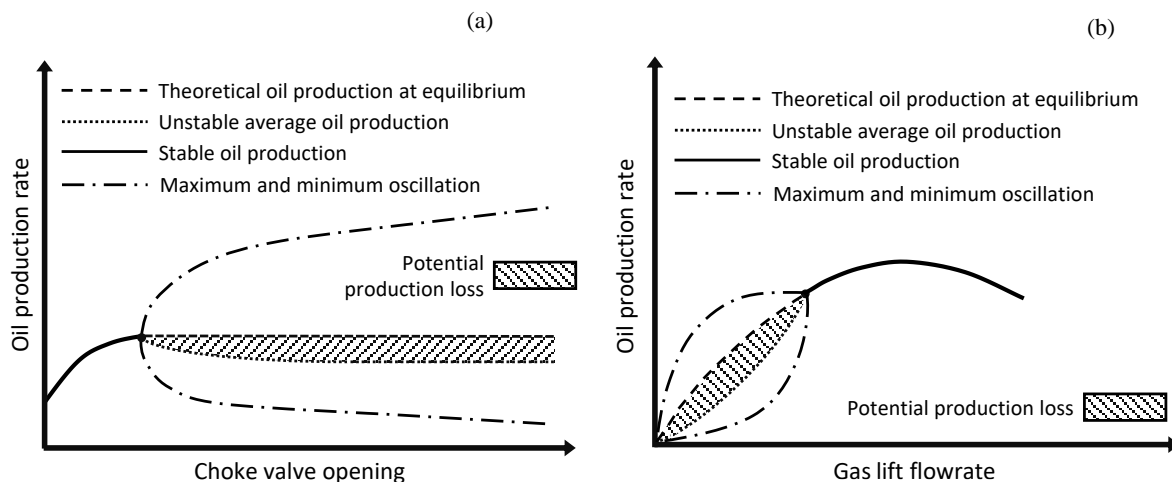 (a)
Theoretical oil production at equilibrium
Unstable average oil production
Stable oil production
Maximum and minimum oscillation
Potential
production loss
Oil production rate
Choke valve opening
(b)
Theoretical oil production at equilibrium
Unstable average oil production
Stable oil production
Maximum and minimum oscillation
Potential production loss
Oil production rate
Gas lift flowrate